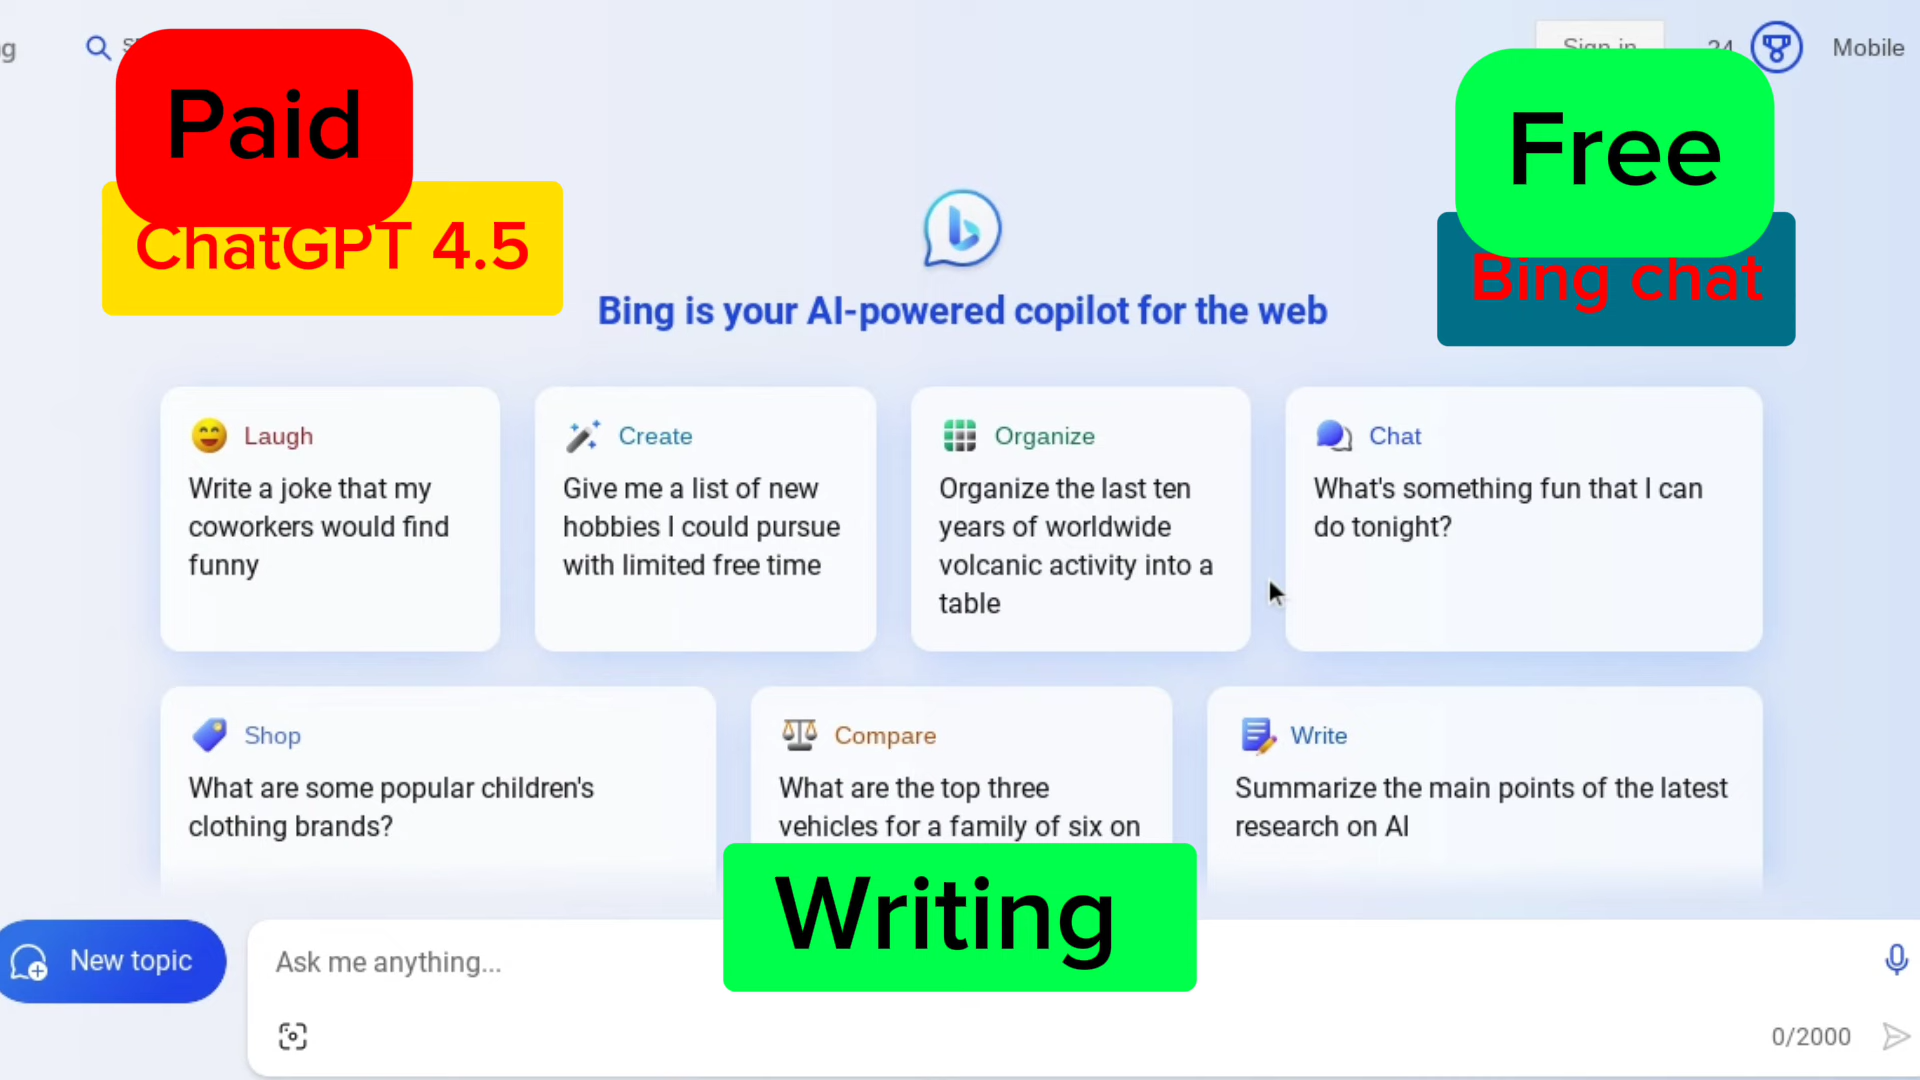 Paid
Free
Mobile
ChatGPT 4.5
Bing chat
Bing is your AI-powered copilot for the web
Laugh
Write a joke that my
coworkers would find
funny
Create
Give me a list of new
hobbies I could pursue
with limited free time
Organize
Organize the last ten
years of worldwide
volcanic activity into a
table
Chat
What's something fun that I can
do tonight?
Shop
What are some popular children's
clothing brands?
Compare
What are the top three
vehicles for a family of six on
Write
Summarize the main points of the latest
research on AI
Writing
New topic
Ask me anything...
0/2000